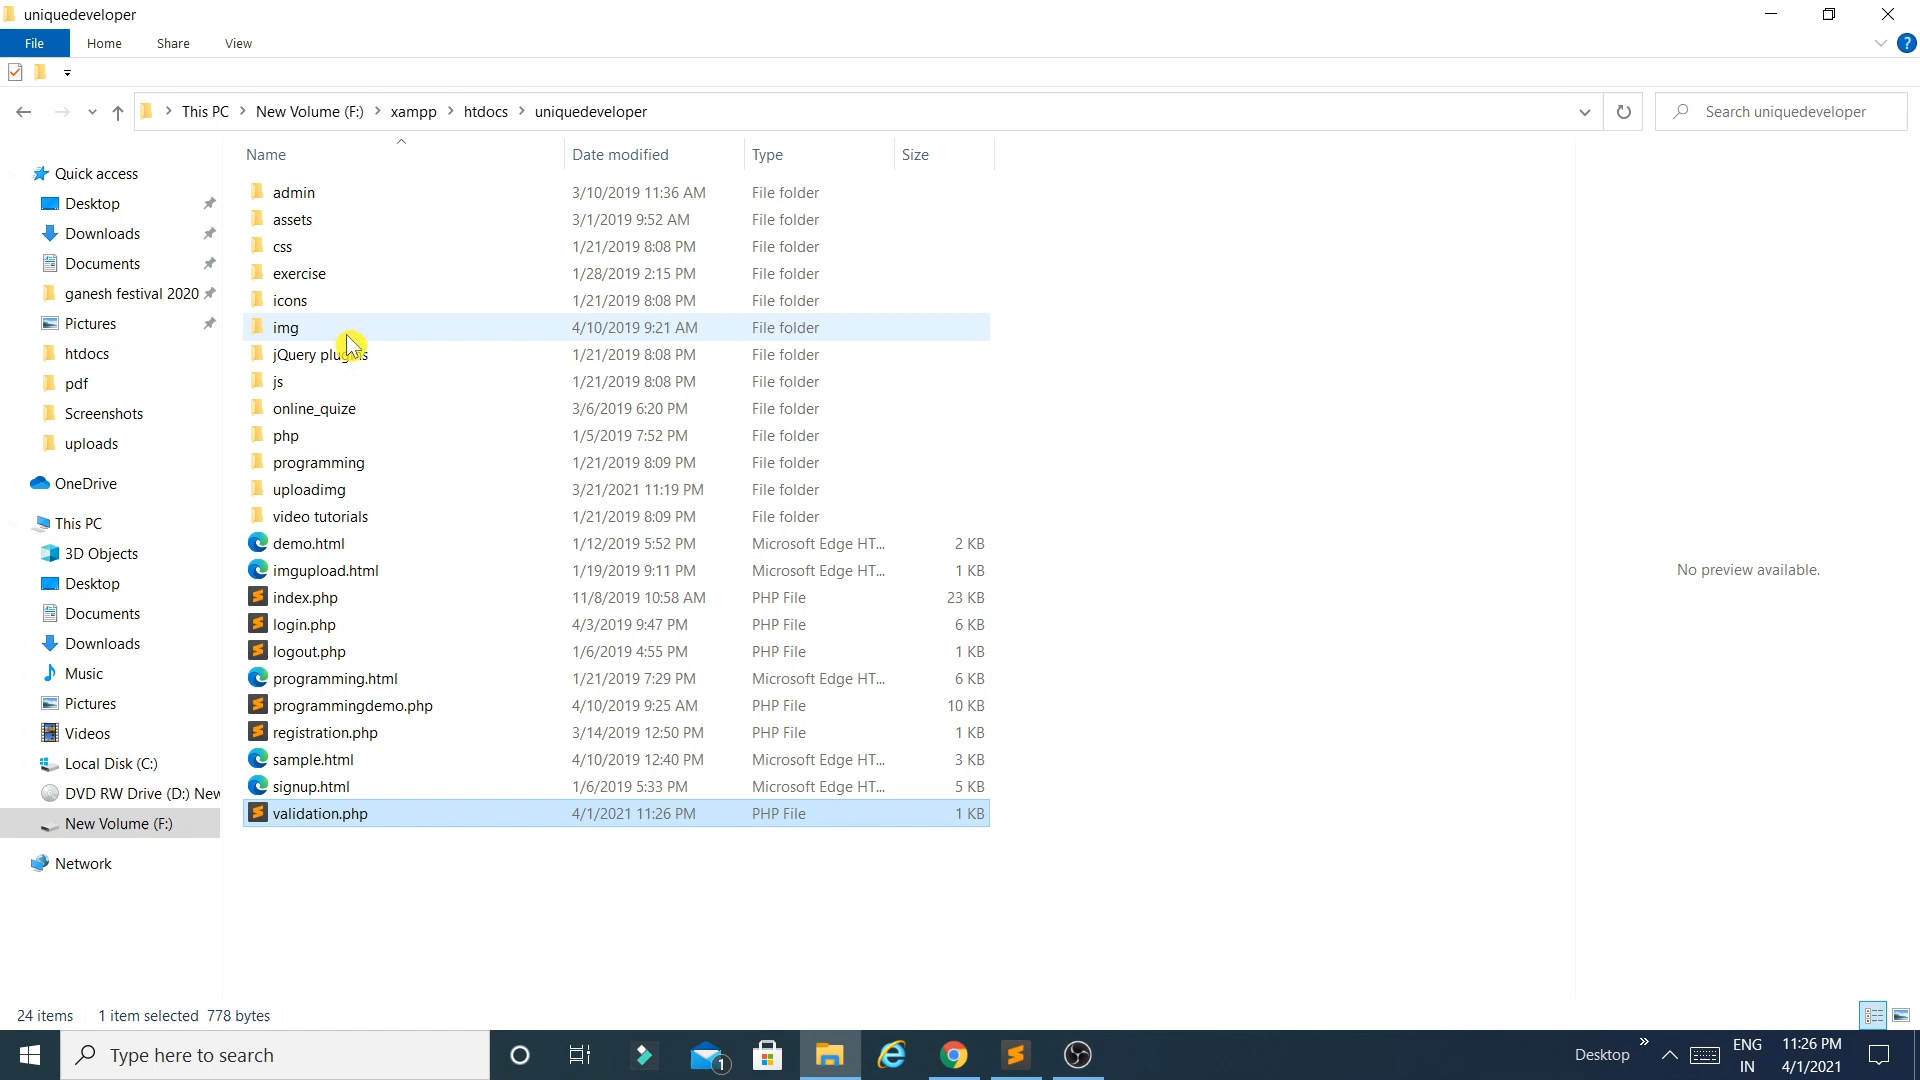 uniquedeveloper
File Home Share View
This PC New Volume (F:) xampp htdocs uniquedeveloper Search uniquedeveloper
Name Date modified Type Size
Quick access
Desktop
Downloads
Documents
ganesh festival 2020
Pictures
htdocs
pdf
Screenshots
uploads
OneDrive
This PC
3D Objects
Desktop
Documents
Downloads
Music
Pictures
Videos
Local Disk (C:)
DVD RW Drive (D:) New
New Volume (F:)
Network
admin 3/10/2019 11:36 AM File folder
assets 3/1/2019 9:52 AM File folder
css 1/21/2019 8:08 PM File folder
exercise 1/28/2019 2:15 PM File folder
icons 1/21/2019 8:08 PM File folder
img 4/10/2019 9:21 AM File folder
jQuery plugins 1/21/2019 8:08 PM File folder
js 1/21/2019 8:08 PM File folder
online_quize 3/6/2019 6:20 PM File folder
php 1/5/2019 7:52 PM File folder
programming 1/21/2019 8:09 PM File folder
uploadimg 3/21/2021 11:19 PM File folder
video tutorials 1/21/2019 8:09 PM File folder
demo.html 1/12/2019 5:52 PM Microsoft Edge HT... 2 KB
imgupload.html 1/19/2019 9:11 PM Microsoft Edge HT... 1 KB
index.php 11/8/2019 10:58 AM PHP File 23 KB
login.php 4/3/2019 9:47 PM PHP File 6 KB
logout.php 1/6/2019 4:55 PM PHP File 1 KB
programming.html 1/21/2019 7:29 PM Microsoft Edge HT... 6 KB
programmingdemo.php 4/10/2019 9:25 AM PHP File 10 KB
registration.php 3/14/2019 12:50 PM PHP File 1 KB
sample.html 4/10/2019 12:40 PM Microsoft Edge HT... 3 KB
signup.html 1/6/2019 5:33 PM Microsoft Edge HT... 5 KB
validation.php 4/1/2021 11:26 PM PHP File 1 KB
No preview available.
24 items 1 item selected 778 bytes
Type here to search 1 Desktop ENG 11:26 PM
IN 4/1/2021